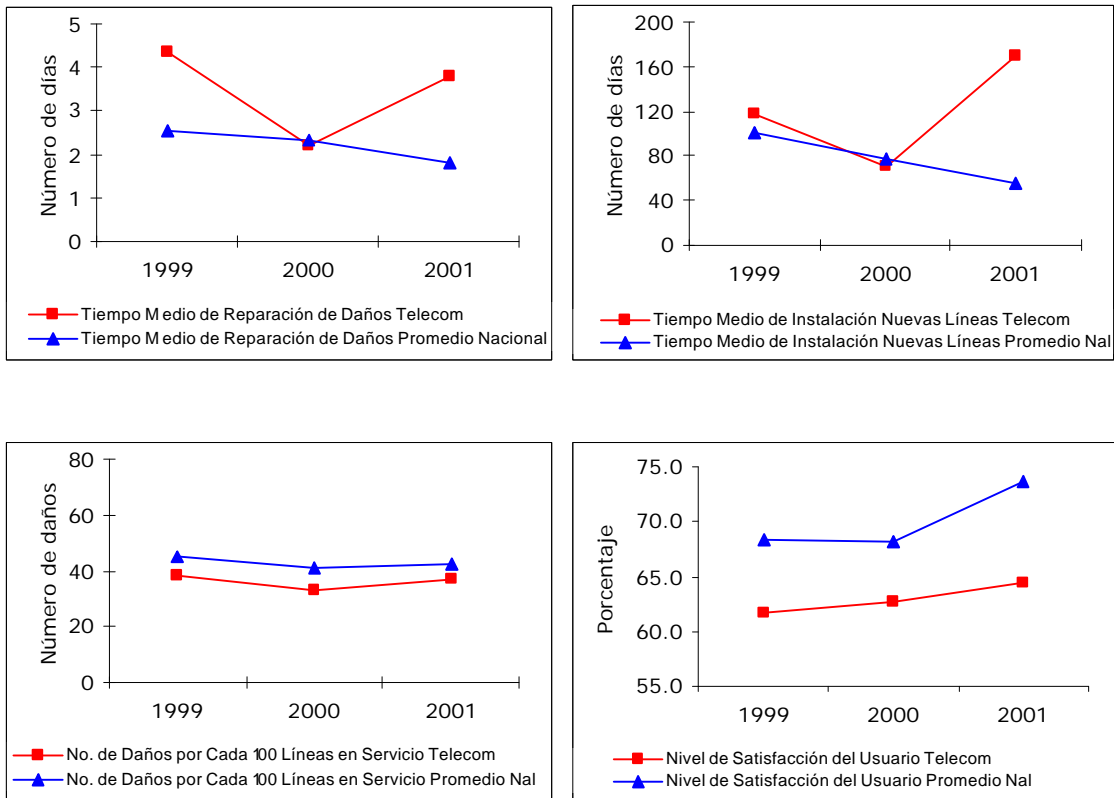 5
4
3
2
1
0
Número de días
1999 2000 2001
Tiempo Medio de Reparación de Daños Telecom
Tiempo Medio de Reparación de Daños Promedio Nacional
200
160
120
80
40
0
Número de días
1999 2000 2001
Tiempo Medio de Instalación Nuevas Líneas Telecom
Tiempo Medio de Instalación Nuevas Líneas Promedio Nal
80
60
40
20
0
Número de daños
1999 2000 2001
No. de Daños por Cada 100 Líneas en Servicio Telecom
No. de Daños por Cada 100 Líneas en Servicio Promedio Nal
75.0
70.0
65.0
60.0
55.0
Porcentaje
1999 2000 2001
Nivel de Satisfacción del Usuario Telecom
Nivel de Satisfacción del Usuario Promedio Nal